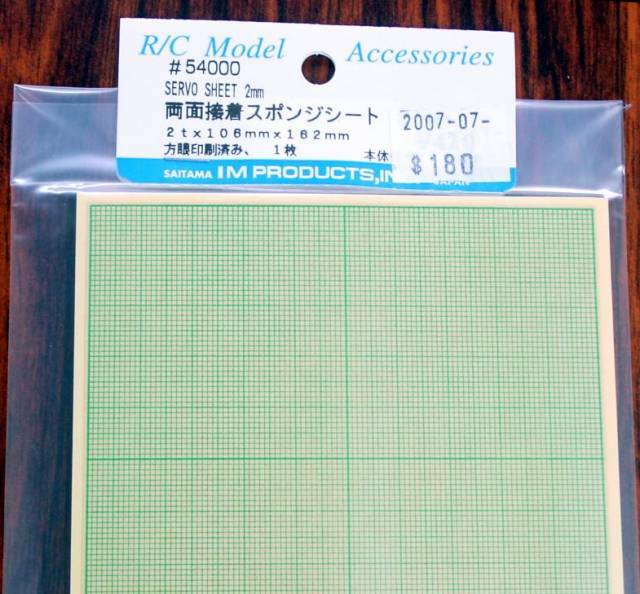 R/C Model Accessories
#54000
SERVO SHEET 2mm
両面接着スポンジシート
2t×106mm×162mm
方眼印刷済み、 1枚 本体
2007-07-
$180
SAITAMA IM PRODUCTS, JAPAN